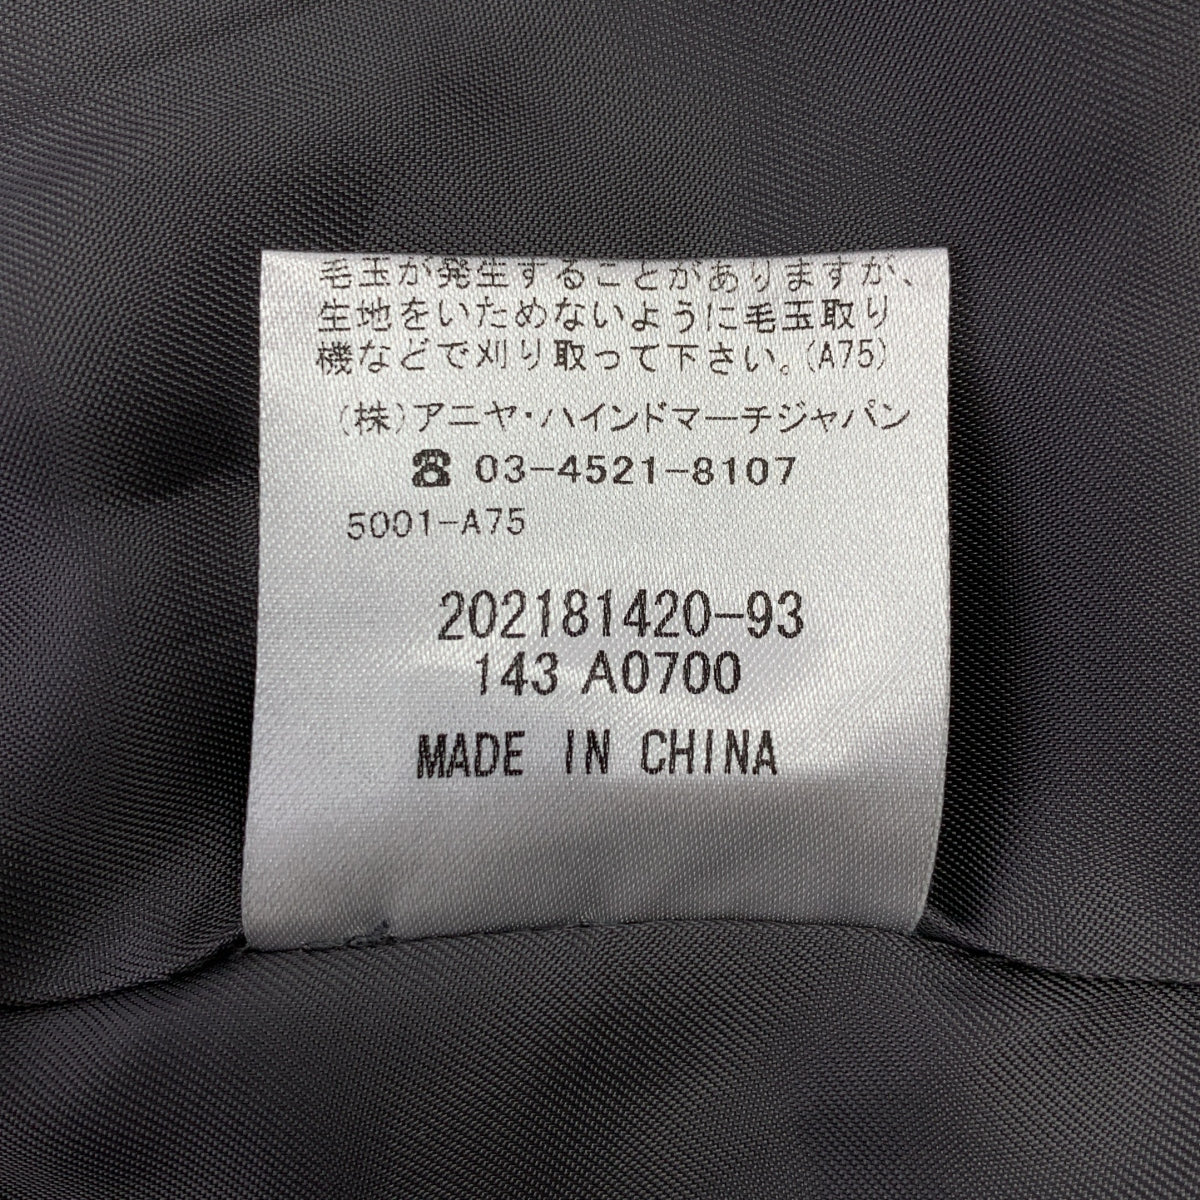 毛玉が発生することがありますが、
生地をいためないように毛玉取り
機などで刈り取って下さい。(A75)
(株)アニヤ・ハインドマーチジャパン
☎ 03-4521-8107
5001-A75
202181420-93
143 A0700
MADE IN CHINA